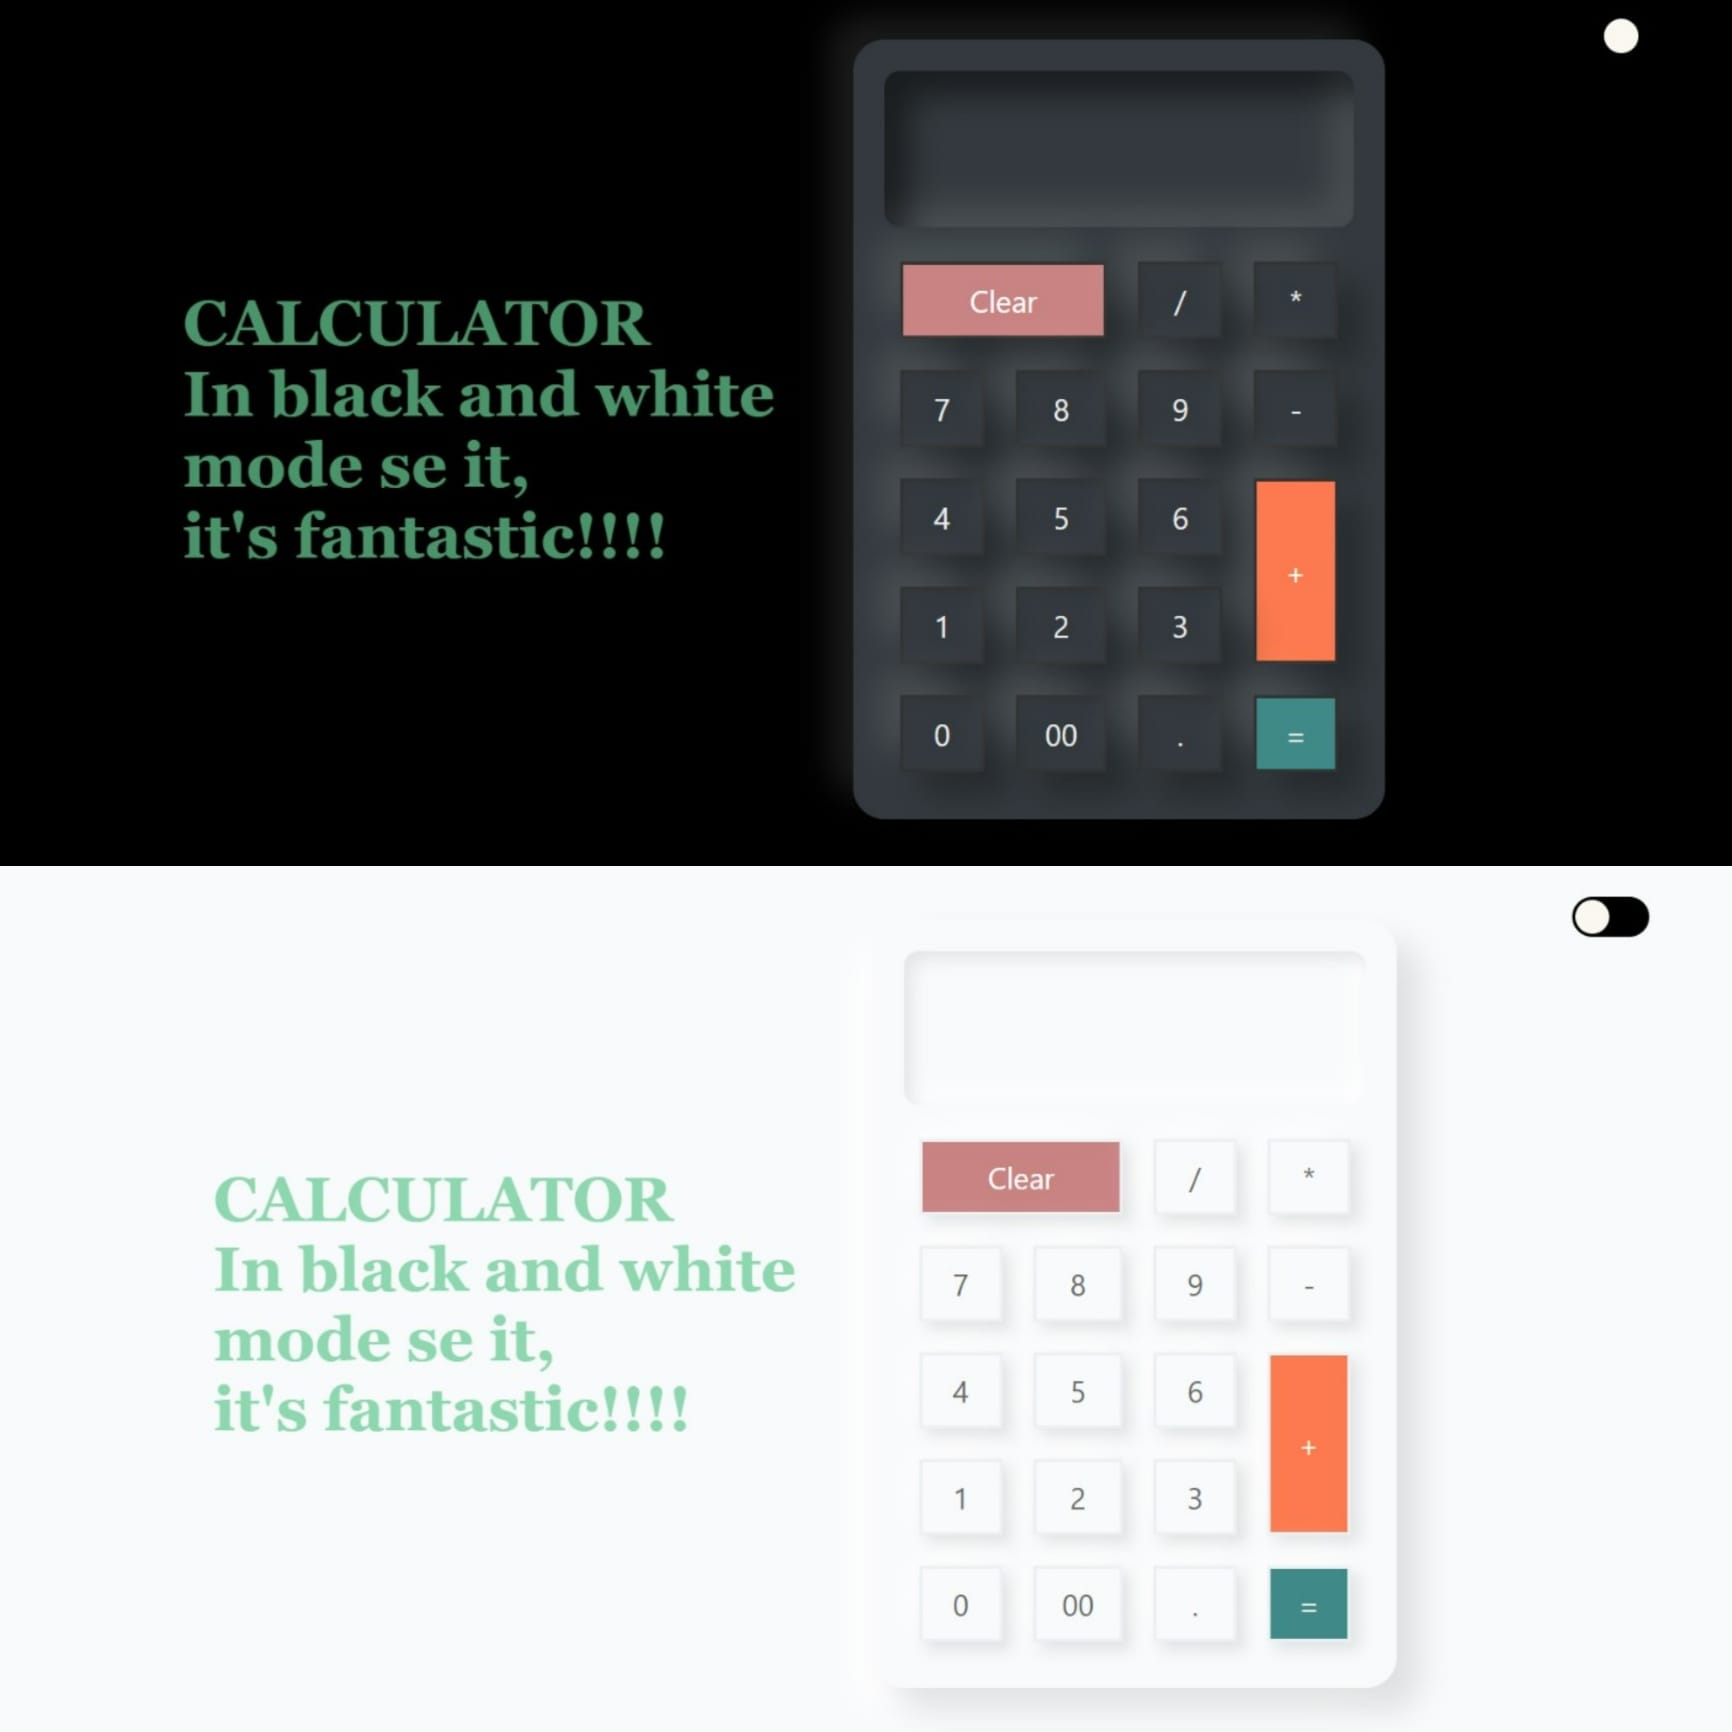 CALCULATOR
In black and white
mode se it,
it's fantastic!!!!
Clear / *
7 8 9 -
4 5 6
+
1 2 3
0 00 . =
CALCULATOR
In black and white
mode se it,
it's fantastic!!!!
Clear / *
7 8 9 -
4 5 6
+
1 2 3
0 00 . =